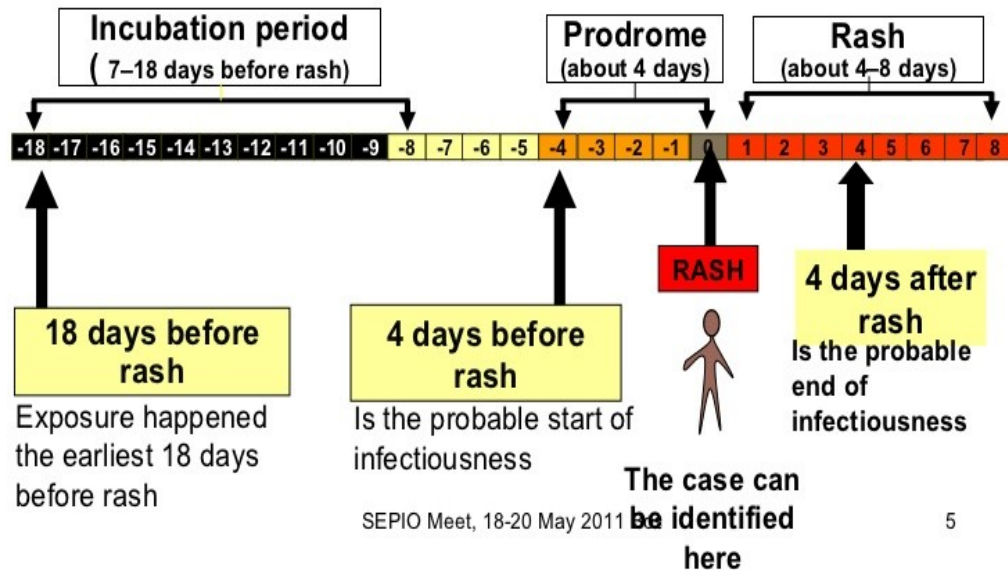 Incubation period
( 7–18 days before rash)
Prodrome
(about 4 days)
Rash
(about 4–8 days)
-18 -17 -16 -15 -14 -13 -12 -11 -10 -9 -8 -7 -6 -5 -4 -3 -2 -1 0 1 2 3 4 5 6 7 8
RASH
18 days before
rash
Exposure happened
the earliest 18 days
before rash
4 days before
rash
Is the probable start of
infectiousness
4 days after
rash
Is the probable
end of
infectiousness
The case can
be identified
here
SEPIO Meet, 18-20 May 2011
5